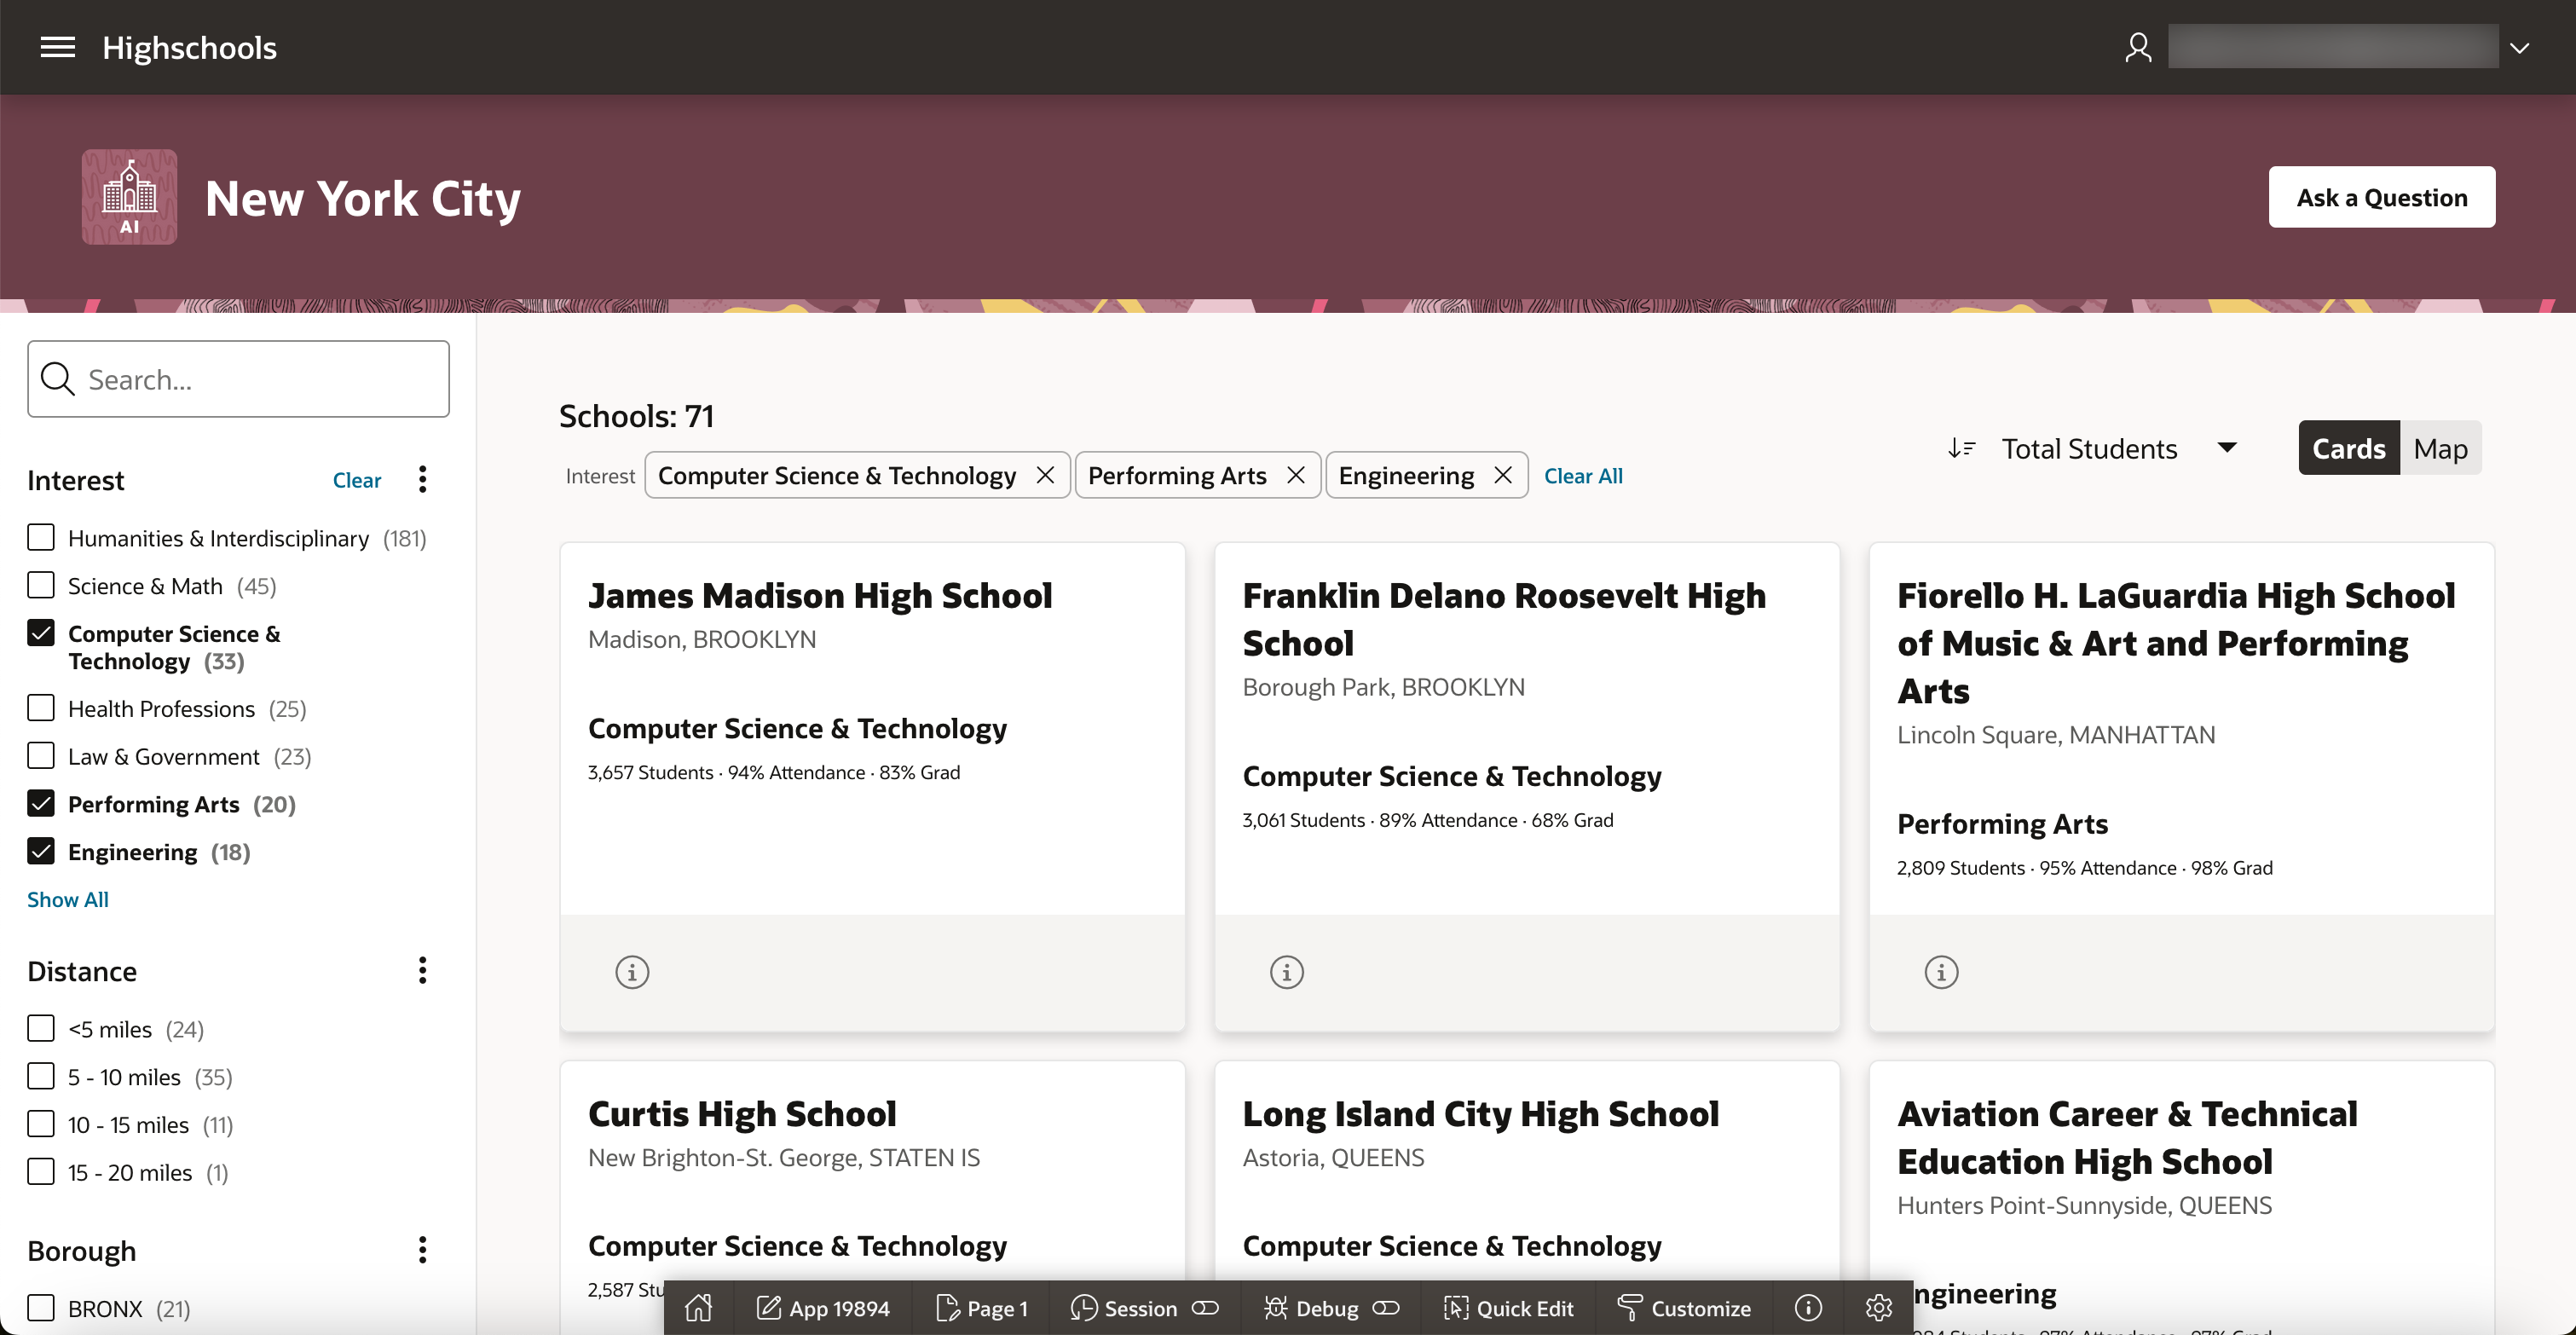 Highschools
AI
New York City
Ask a Question
Search...
Interest
Clear
Humanities & Interdisciplinary (181)
Science & Math (45)
Computer Science &
Technology (33)
Health Professions (25)
Law & Government (23)
Performing Arts (20)
Engineering (18)
Show All
Distance
<5 miles (24)
5 - 10 miles (35)
10 - 15 miles (11)
15 - 20 miles (1)
Borough
BRONX (21)
Schools: 71
Interest Computer Science & Technology Performing Arts Engineering Clear All
Total Students
Cards Map
James Madison High School
Madison, BROOKLYN
Computer Science & Technology
3,657 Students · 94% Attendance · 83% Grad
Franklin Delano Roosevelt High
School
Borough Park, BROOKLYN
Computer Science & Technology
3,061 Students · 89% Attendance · 68% Grad
Fiorello H. LaGuardia High School
of Music & Art and Performing
Arts
Lincoln Square, MANHATTAN
Performing Arts
2,809 Students · 95% Attendance · 98% Grad
Curtis High School
New Brighton-St. George, STATEN IS
Computer Science & Technology
2,587 Stu
Long Island City High School
Astoria, QUEENS
Computer Science & Technology
Aviation Career & Technical
Education High School
Hunters Point-Sunnyside, QUEENS
ngineering
App 19894 Page 1 Session Debug Quick Edit Customize